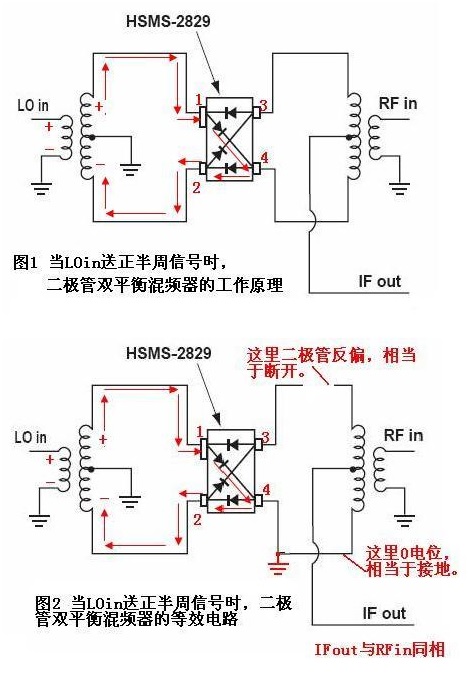 HSMS-2829
LO in
RF in
+
-
+
-
1
3
2
4
IF out
图1 当LOin送正半周信号时，
二极管双平衡混频器的工作原理
HSMS-2829
这里二极管反偏，相当
于断开。
LO in
RF in
+
-
+
-
1
3
2
4
这里0电位，
相当于接地。
图2 当LOin送正半周信号时，二极
管双平衡混频器的等效电路
IF out
IFout与RFin同相